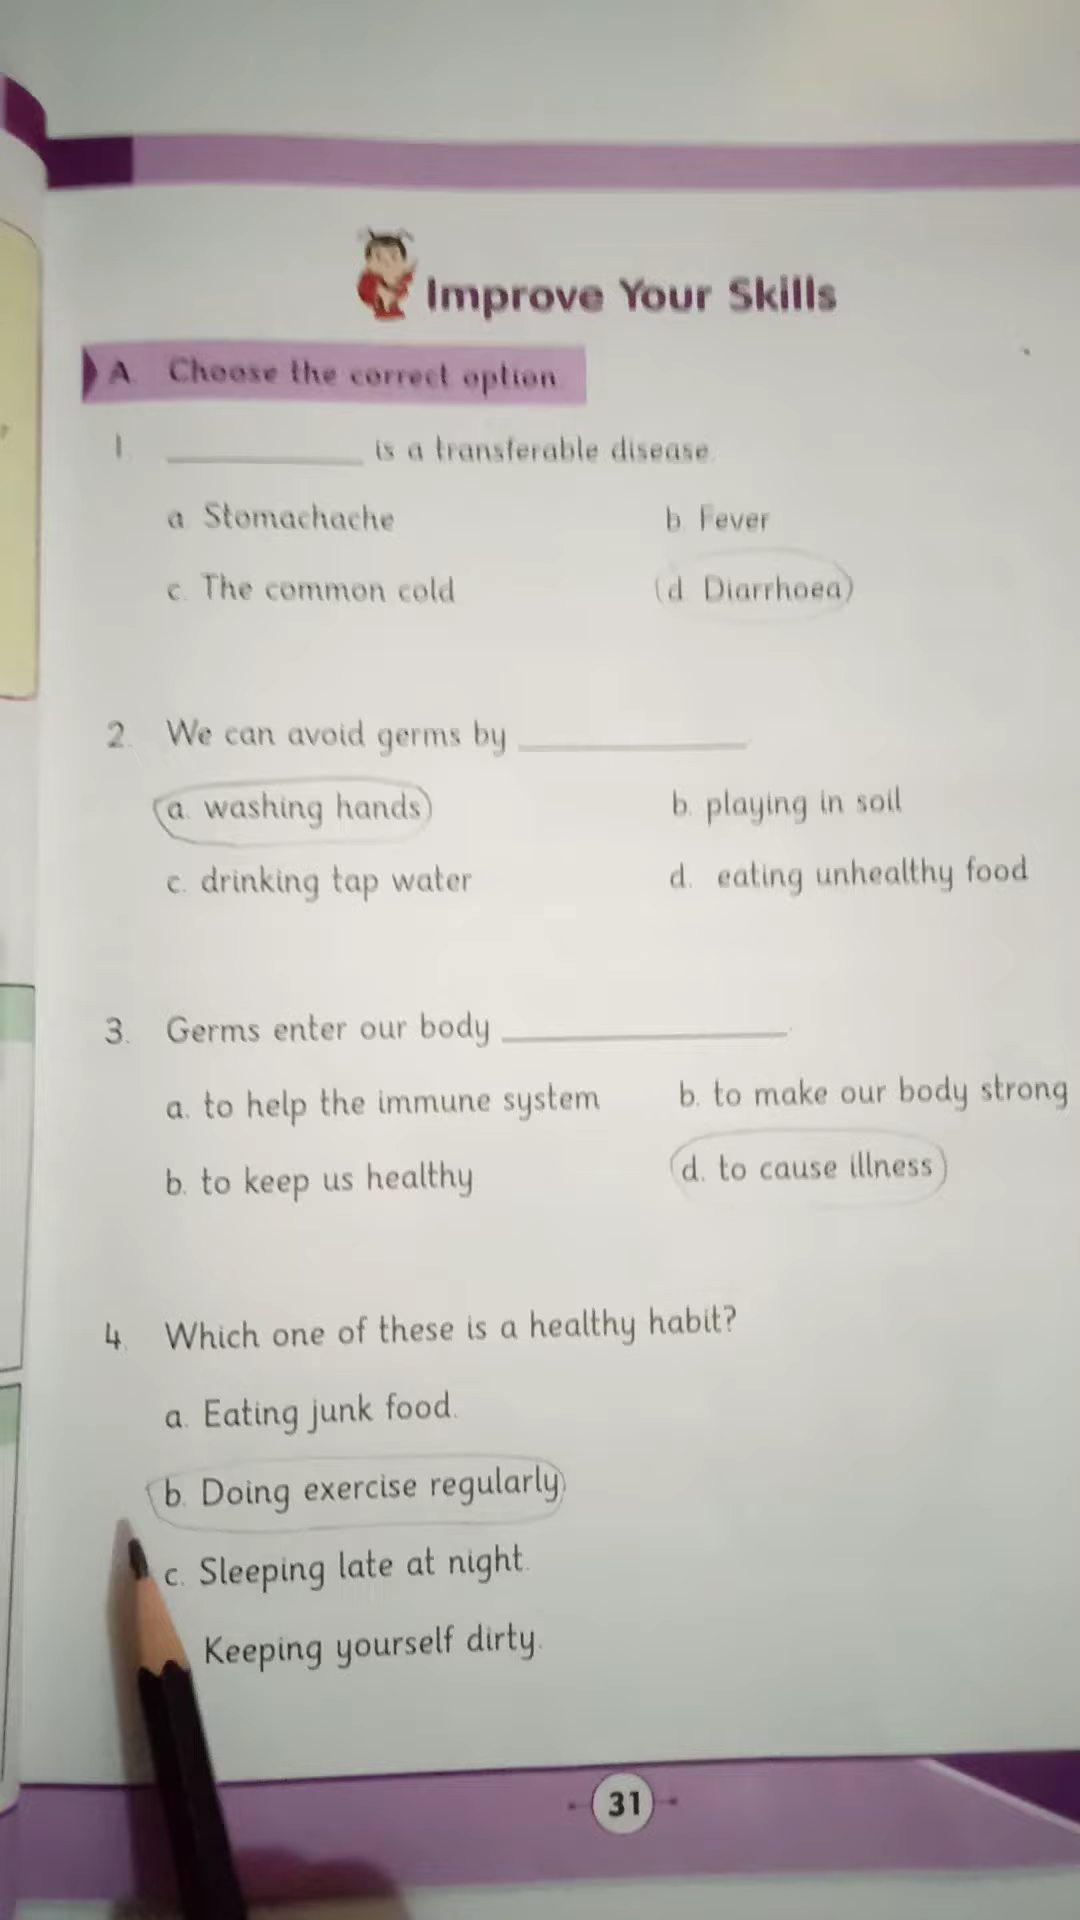 Improve Your Skills
A. Choose the correct option.
1. __________ is a transferable disease.
a. Stomachache
b. Fever
c. The common cold
d. Diarrhoea
2. We can avoid germs by __________.
a. washing hands
b. playing in soil
c. drinking tap water
d. eating unhealthy food
3. Germs enter our body __________.
a. to help the immune system
b. to make our body strong
b. to keep us healthy
d. to cause illness
4. Which one of these is a healthy habit?
a. Eating junk food.
b. Doing exercise regularly
c. Sleeping late at night.
Keeping yourself dirty.
31